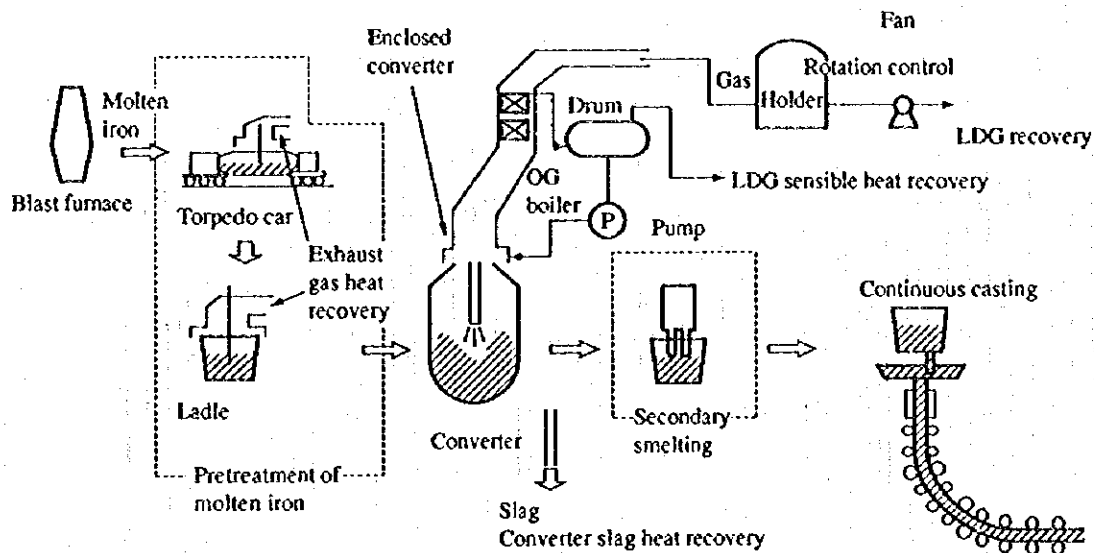 Fan
Enclosed
converter
Gas
Rotation control
Molten
iron
Drum
Holder
LDG recovery
OG
boiler
LDG sensible heat recovery
Blast furnace
Torpedo car
P
Pump
Exhaust
gas heat
recovery
Continuous casting
Ladle
Converter
Secondary
smelting
Pretreatment of
molten iron
Slag
Converter slag heat recovery